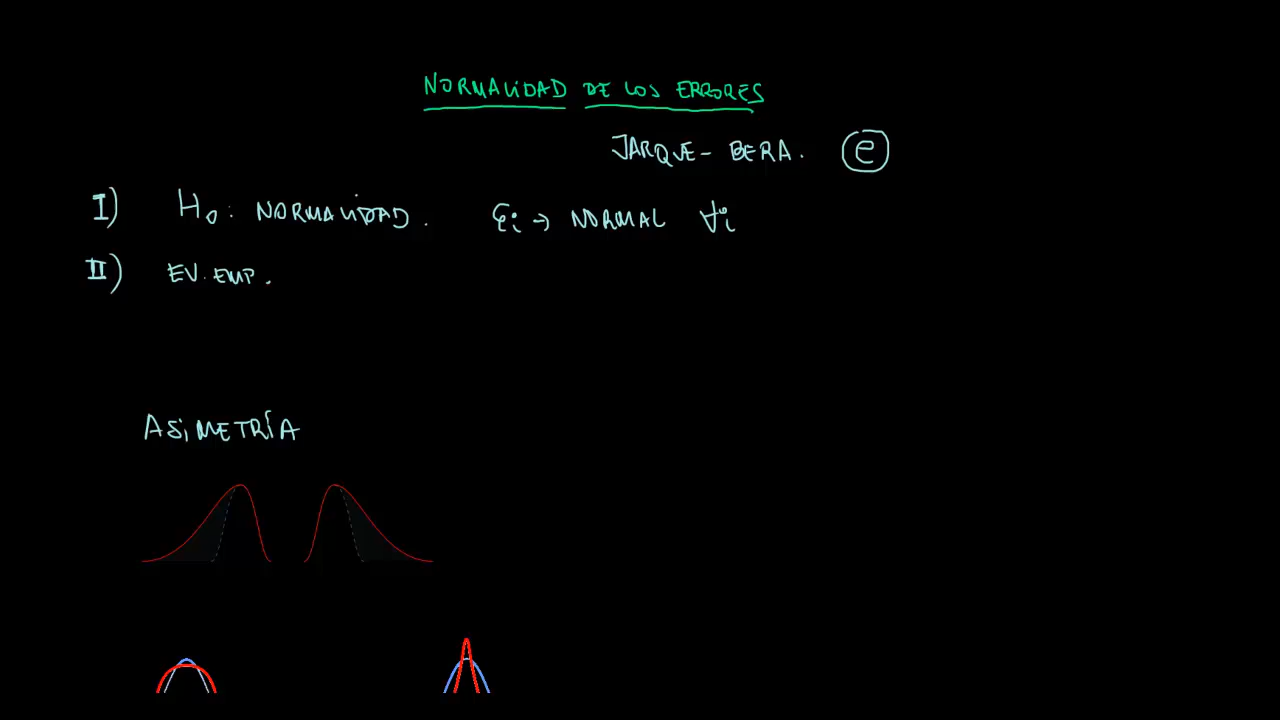 NORMALIDAD DE LOS ERRORES
JARQUE-BERA. e
I) H0: NORMALIDAD. εi → NORMAL ∀i
II) EV. EMP.
ASIMETRÍA